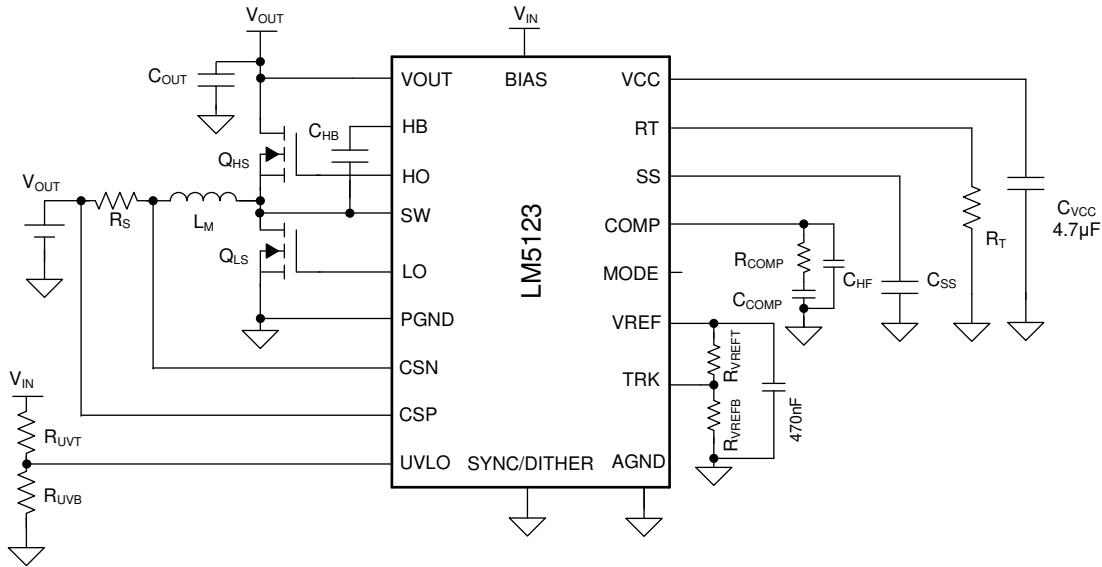 VOUT
VIN
COUT
VOUT
BIAS
VCC
HB
CHB
RT
QHS
HO
SS
VOUT
RS
LM
SW
COMP
CVCC
4.7µF
RT
QLS
LO
LM5123
MODE
RCOMP
CCOMP
CHF
CSS
PGND
VREF
RVREFT
CSN
TRK
VIN
CSP
RVREFB
470nF
RUVT
UVLO
SYNC/DITHER
AGND
RUVB